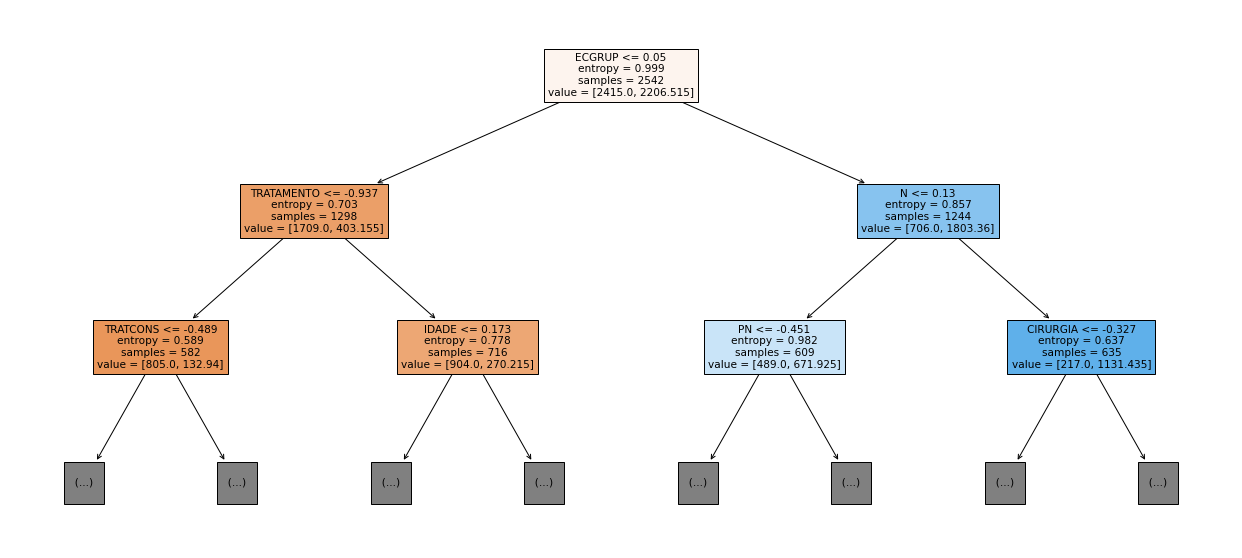 ECGRUP <= 0.05
entropy = 0.999
samples = 2542
value = [2415.0, 2206.515]
TRATAMENTO <= -0.937
entropy = 0.703
samples = 1298
value = [1709.0, 403.155]
N <= 0.13
entropy = 0.857
samples = 1244
value = [706.0, 1803.36]
TRATCONS <= -0.489
entropy = 0.589
samples = 582
value = [805.0, 132.94]
IDADE <= 0.173
entropy = 0.778
samples = 716
value = [904.0, 270.215]
PN <= -0.451
entropy = 0.982
samples = 609
value = [489.0, 671.925]
CIRURGIA <= -0.327
entropy = 0.637
samples = 635
value = [217.0, 1131.435]
(...)
(...)
(...)
(...)
(...)
(...)
(...)
(...)